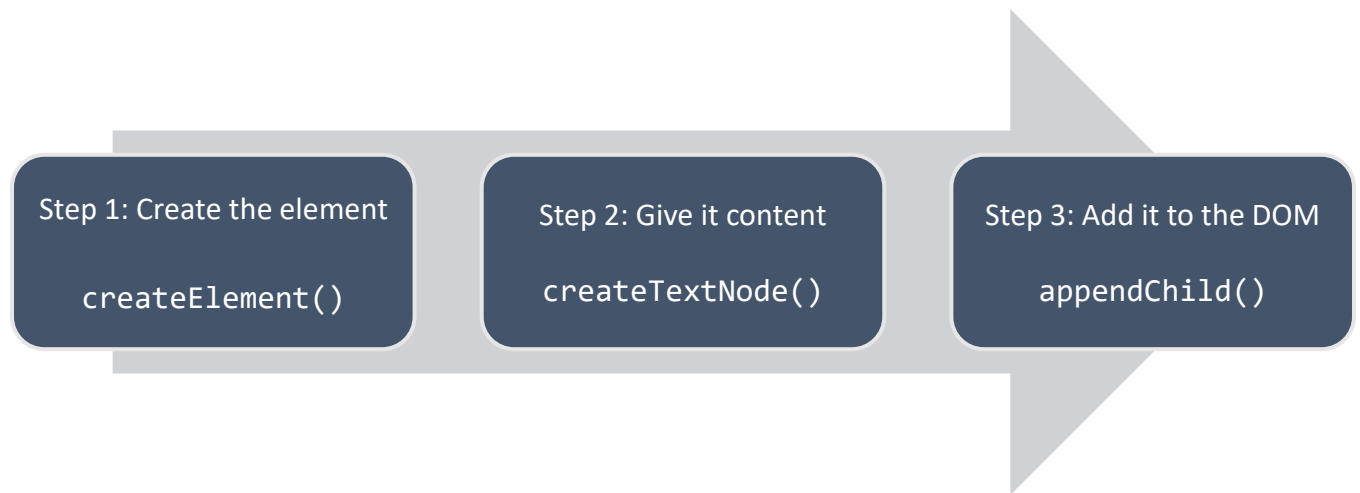 Step 1: Create the element
createElement()
Step 2: Give it content
createTextNode()
Step 3: Add it to the DOM
appendChild()